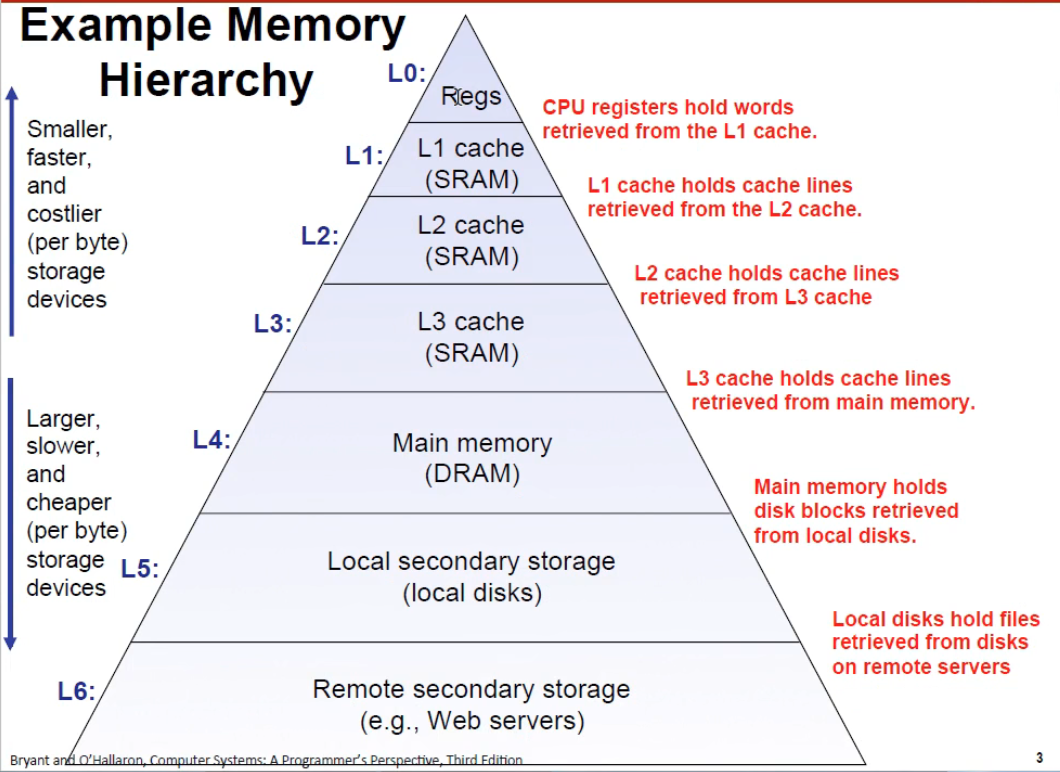 Example Memory
Hierarchy
Smaller,
faster,
and
costlier
(per byte)
storage
devices
Larger,
slower,
and
cheaper
(per byte)
storage
devices
L0:
Regs
CPU registers hold words
retrieved from the L1 cache.
L1:
L1 cache
(SRAM)
L1 cache holds cache lines
retrieved from the L2 cache.
L2:
L2 cache
(SRAM)
L2 cache holds cache lines
retrieved from L3 cache
L3:
L3 cache
(SRAM)
L3 cache holds cache lines
retrieved from main memory.
L4:
Main memory
(DRAM)
Main memory holds
disk blocks retrieved
from local disks.
L5:
Local secondary storage
(local disks)
Local disks hold files
retrieved from disks
on remote servers
L6:
Remote secondary storage
(e.g., Web servers)
Bryant and O'Hallaron, Computer Systems: A Programmer's Perspective, Third Edition
3